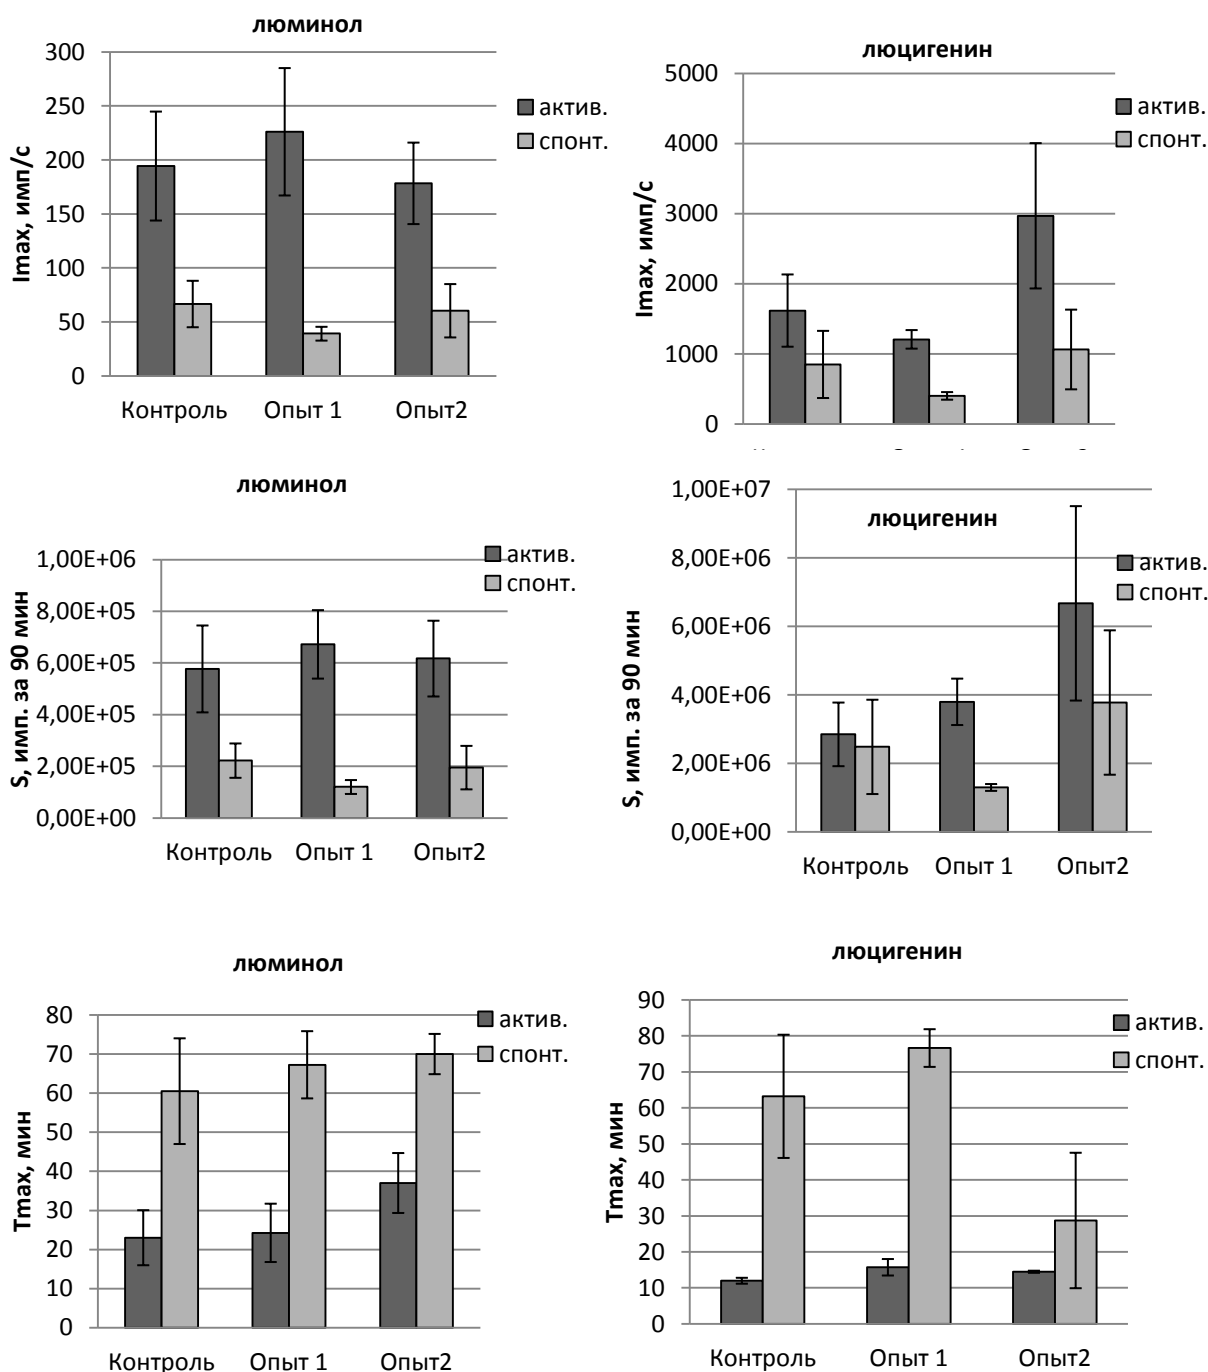 люминол
300
250
200
150
100
50
0
Imax, имп/с
Контроль Опыт 1 Опыт2
актив.
спонт.
люцигенин
5000
4000
3000
2000
1000
0
Imax, имп/с
актив.
спонт.
люминол
1,00E+06
8,00E+05
6,00E+05
4,00E+05
2,00E+05
0,00E+00
S, имп. за 90 мин
Контроль Опыт 1 Опыт2
актив.
спонт.
люцигенин
1,00E+07
8,00E+06
6,00E+06
4,00E+06
2,00E+06
0,00E+00
S, имп. за 90 мин
Контроль Опыт 1 Опыт2
актив.
спонт.
люминол
80
70
60
50
40
30
20
10
0
Tmax, мин
Контроль Опыт 1 Опыт2
актив.
спонт.
люцигенин
90
80
70
60
50
40
30
20
10
0
Tmax, мин
Контроль Опыт 1 Опыт2
актив.
спонт.